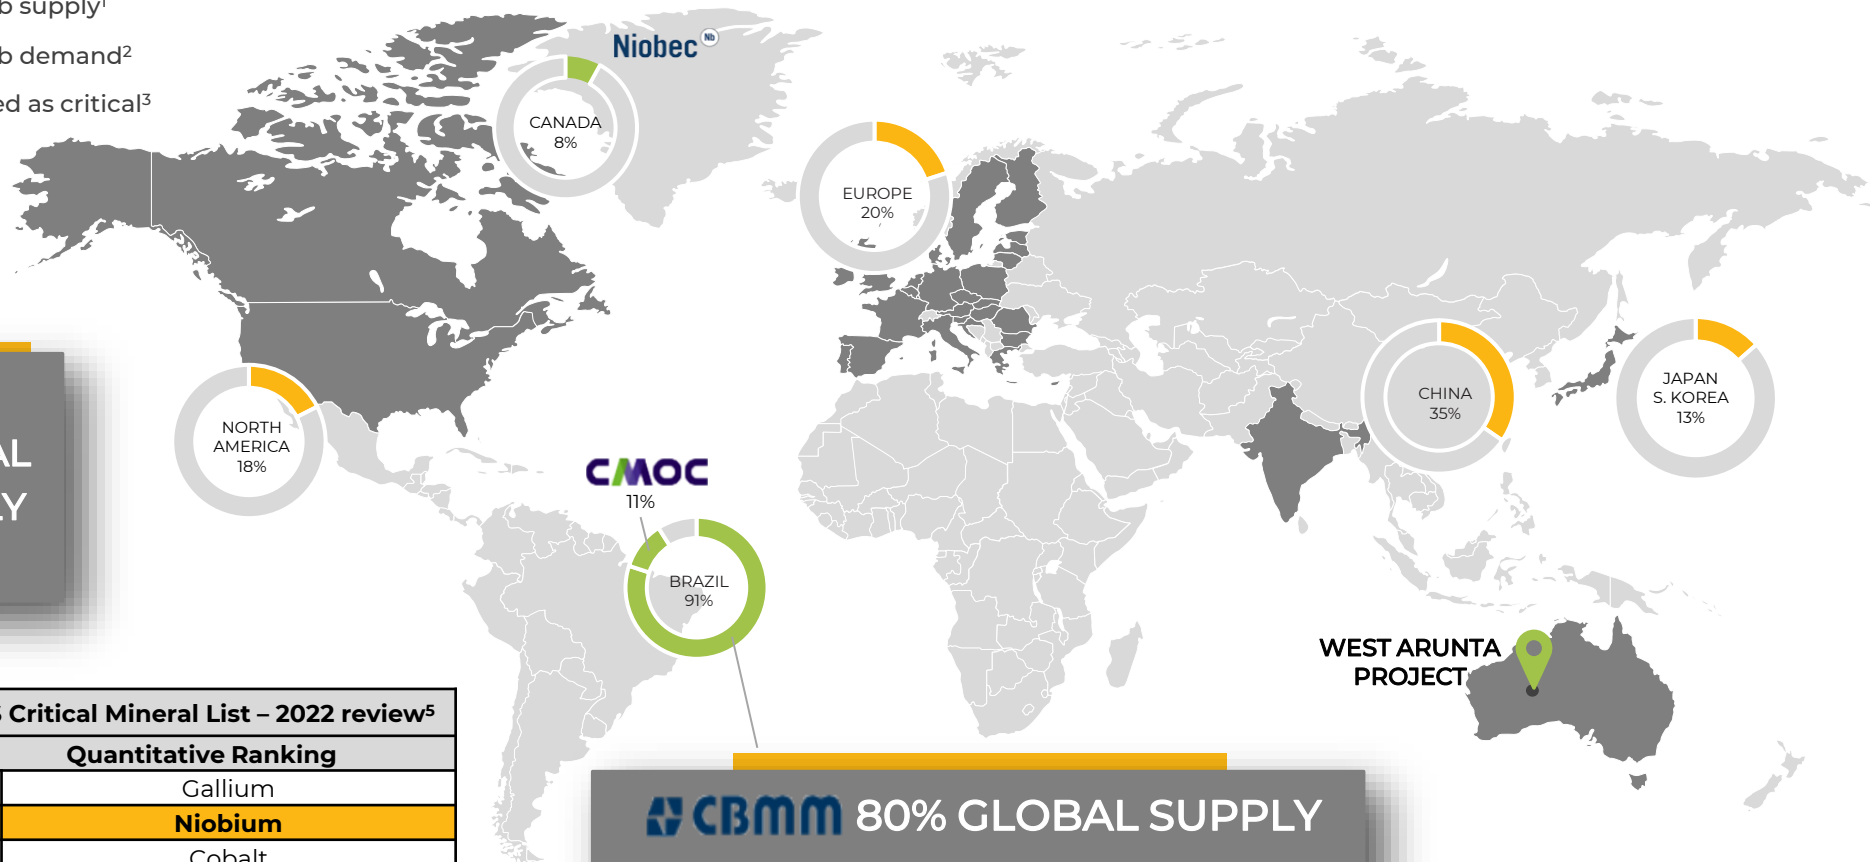 b supply¹
b demand²
ed as critical³
Niobec Nb
CANADA
8%
EUROPE
20%
NORTH
AMERICA
18%
CMOC
11%
BRAZIL
91%
CHINA
35%
JAPAN
S. KOREA
13%
WEST ARUNTA
PROJECT
AL
LY
Critical Mineral List – 2022 review⁵
Quantitative Ranking
Gallium
Niobium
Cobalt
CBMM 80% GLOBAL SUPPLY